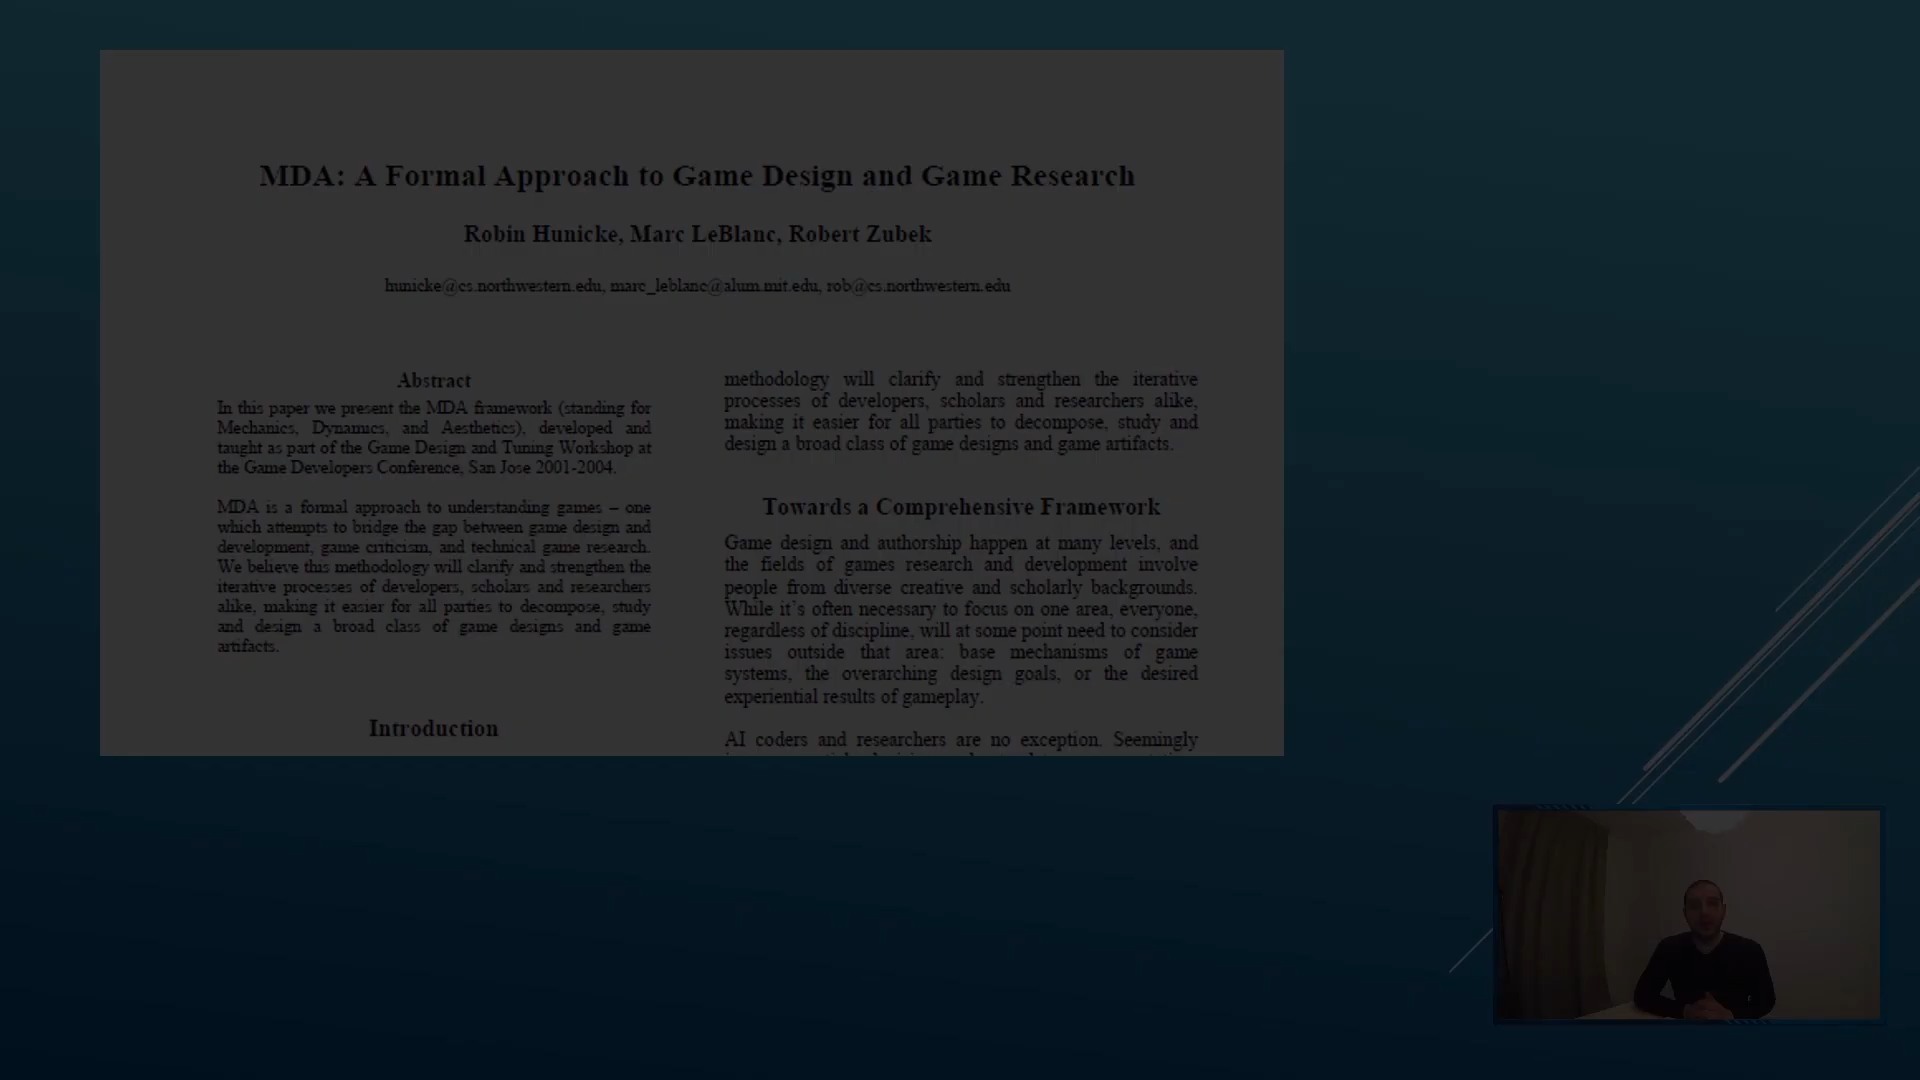 MDA: A Formal Approach to Game Design and Game Research
Robin Hunicke, Marc LeBlanc, Robert Zubek
hunicke@cs.northwestern.edu, marc_leblanc@alum.mit.edu, rob@cs.northwestern.edu
Abstract
In this paper we present the MDA framework (standing for
Mechanics, Dynamics, and Aesthetics), developed and
taught as part of the Game Design and Tuning Workshop at
the Game Developers Conference, San Jose 2001-2004.
MDA is a formal approach to understanding games – one
which attempts to bridge the gap between game design and
development, game criticism, and technical game research.
We believe this methodology will clarify and strengthen the
iterative processes of developers, scholars and researchers
alike, making it easier for all parties to decompose, study
and design a broad class of game designs and game
artifacts.
Introduction
methodology will clarify and strengthen the iterative
processes of developers, scholars and researchers alike,
making it easier for all parties to decompose, study and
design a broad class of game designs and game artifacts.
Towards a Comprehensive Framework
Game design and authorship happen at many levels, and
the fields of games research and development involve
people from diverse creative and scholarly backgrounds.
While it's often necessary to focus on one area, everyone,
regardless of discipline, will at some point need to consider
issues outside that area: base mechanisms of game
systems, the overarching design goals, or the desired
experiential results of gameplay.
AI coders and researchers are no exception. Seemingly